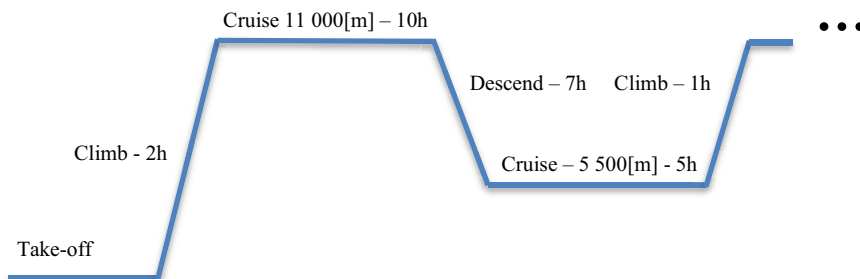 Cruise 11 000[m] – 10h
Descend – 7h
Climb – 1h
Climb - 2h
Cruise – 5 500[m] - 5h
Take-off